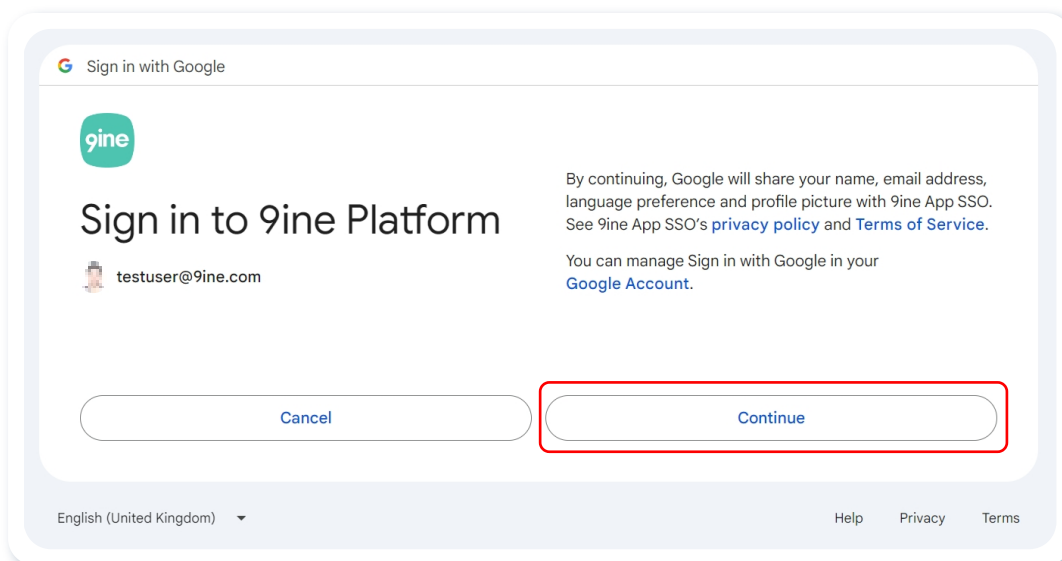 Sign in with Google
9ine
Sign in to 9ine Platform
testuser@9ine.com
By continuing, Google will share your name, email address,
language preference and profile picture with 9ine App SSO.
See 9ine App SSO’s privacy policy and Terms of Service.
You can manage Sign in with Google in your
Google Account.
Cancel
Continue
English (United Kingdom)
Help
Privacy
Terms